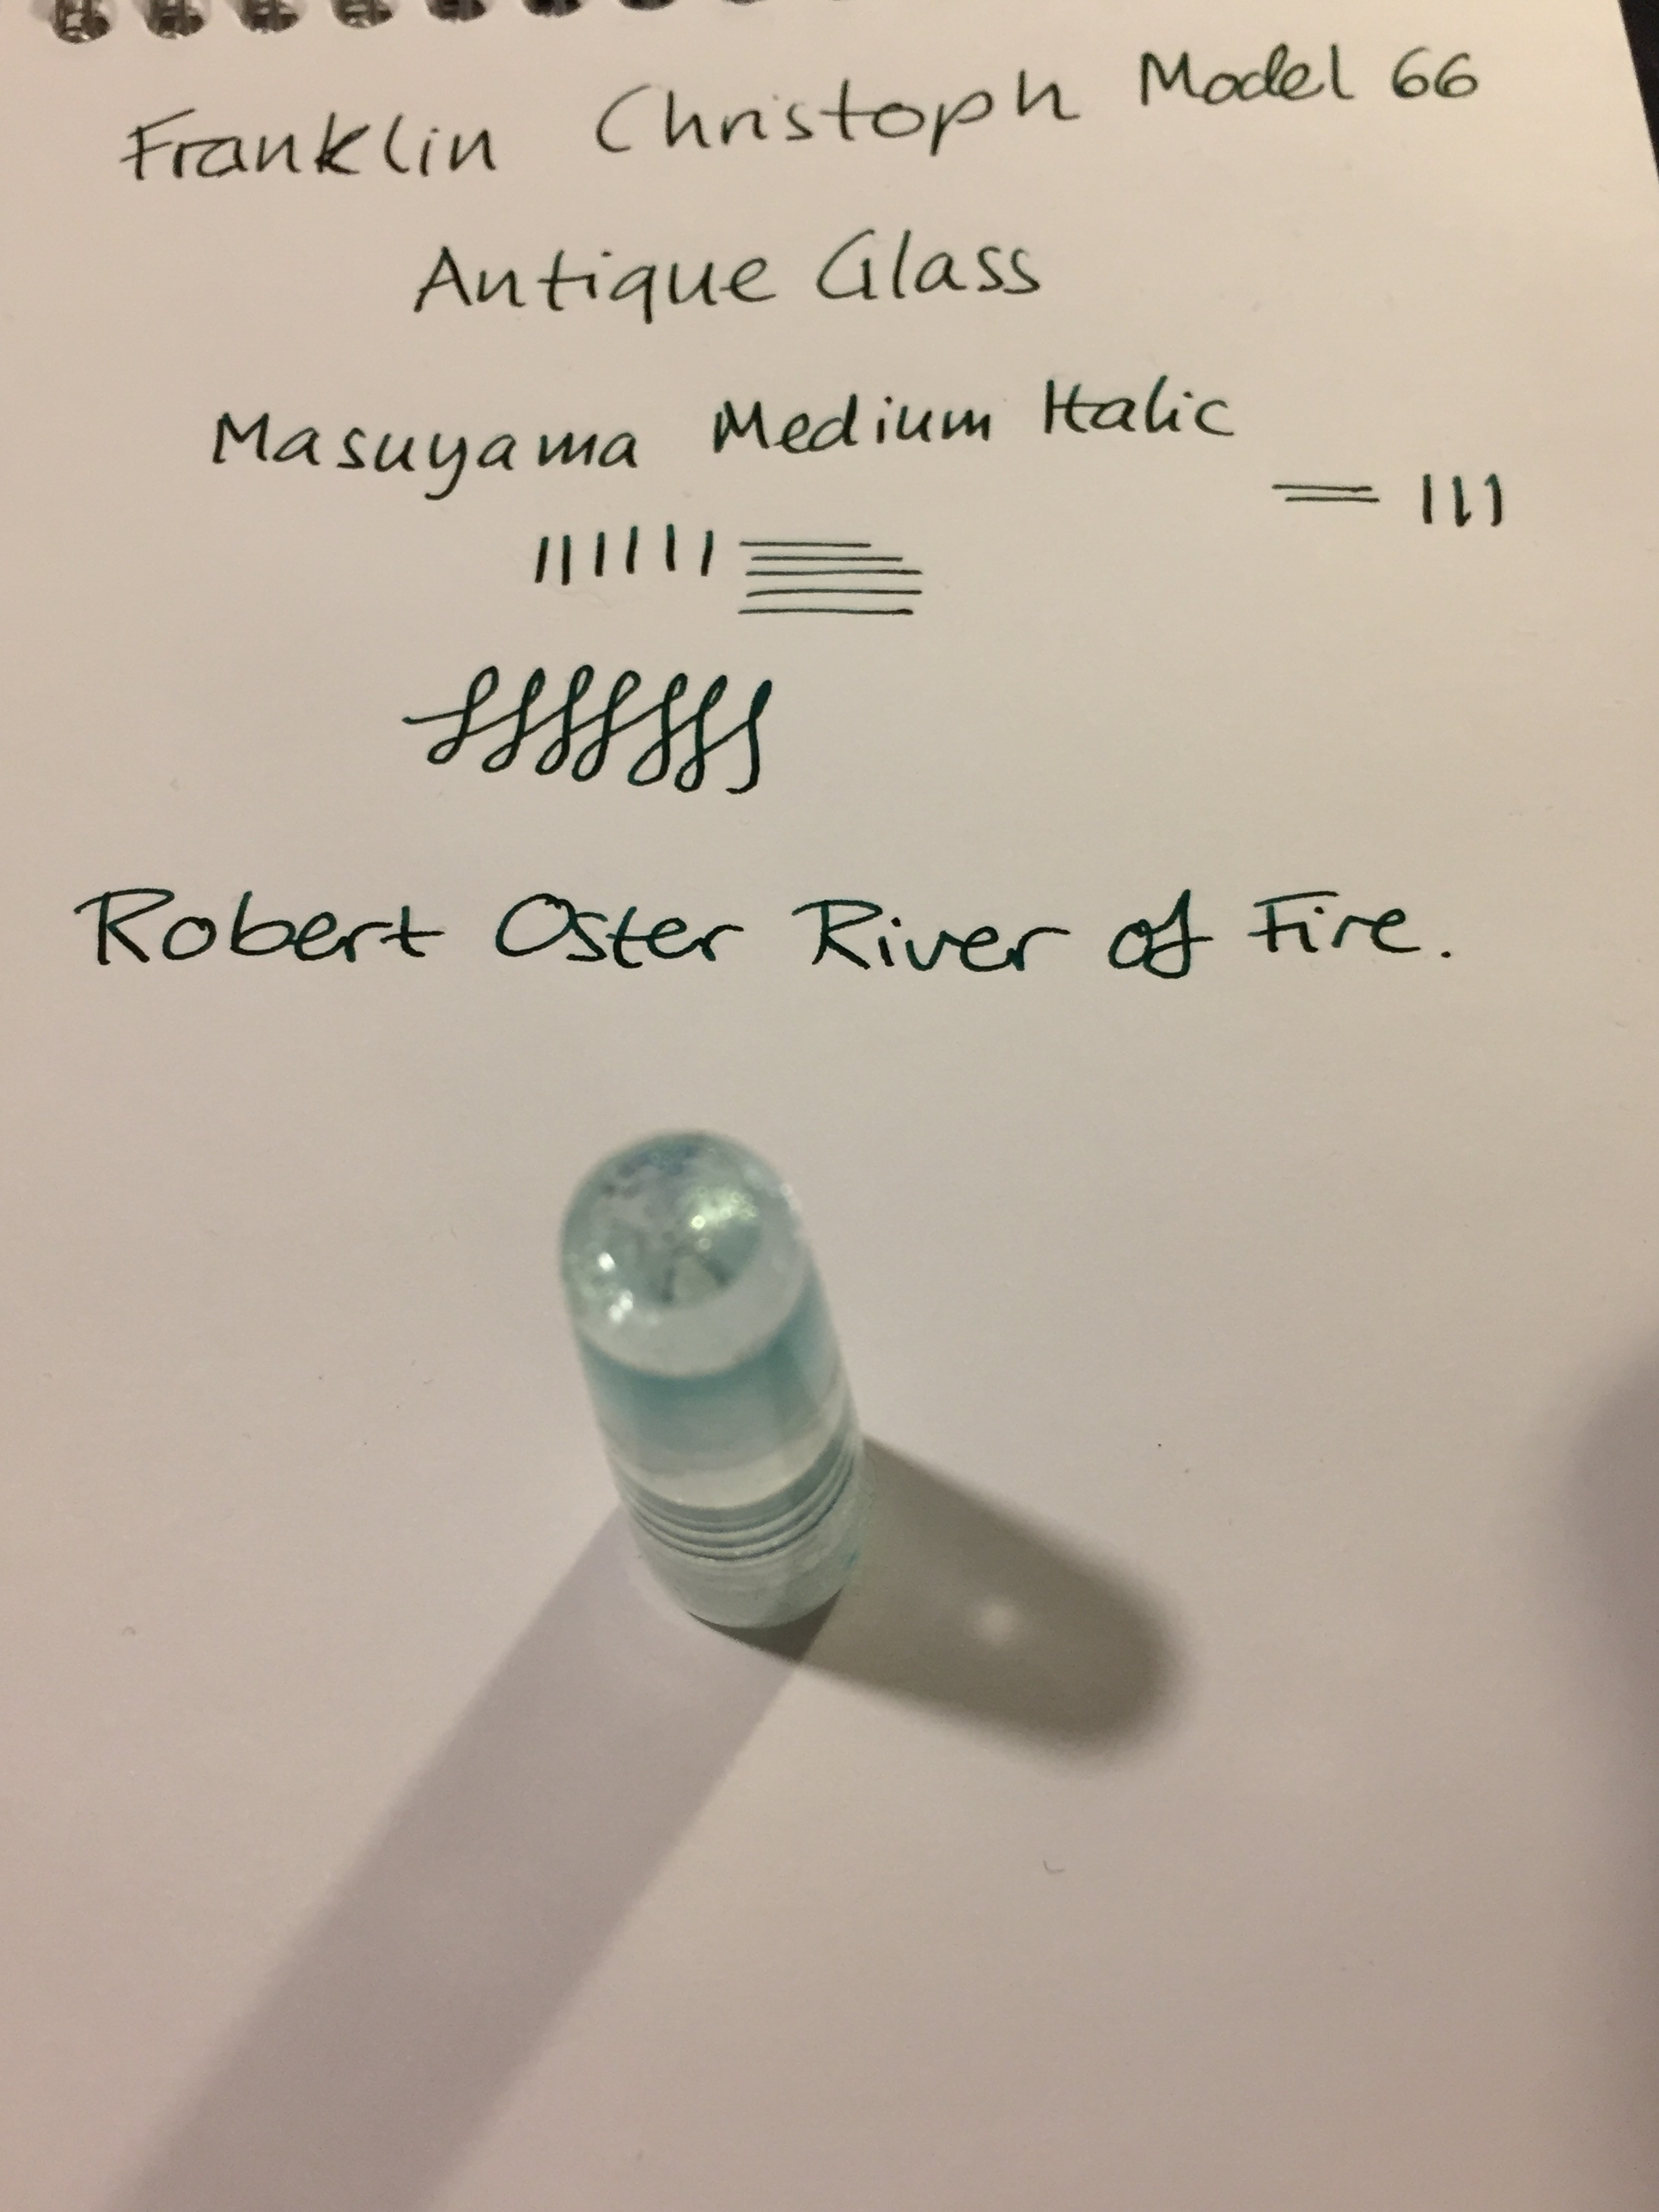 Franklin Christoph Model 66
Antique Glass
Masuyama Medium Italic
Robert Oster River of Fire.